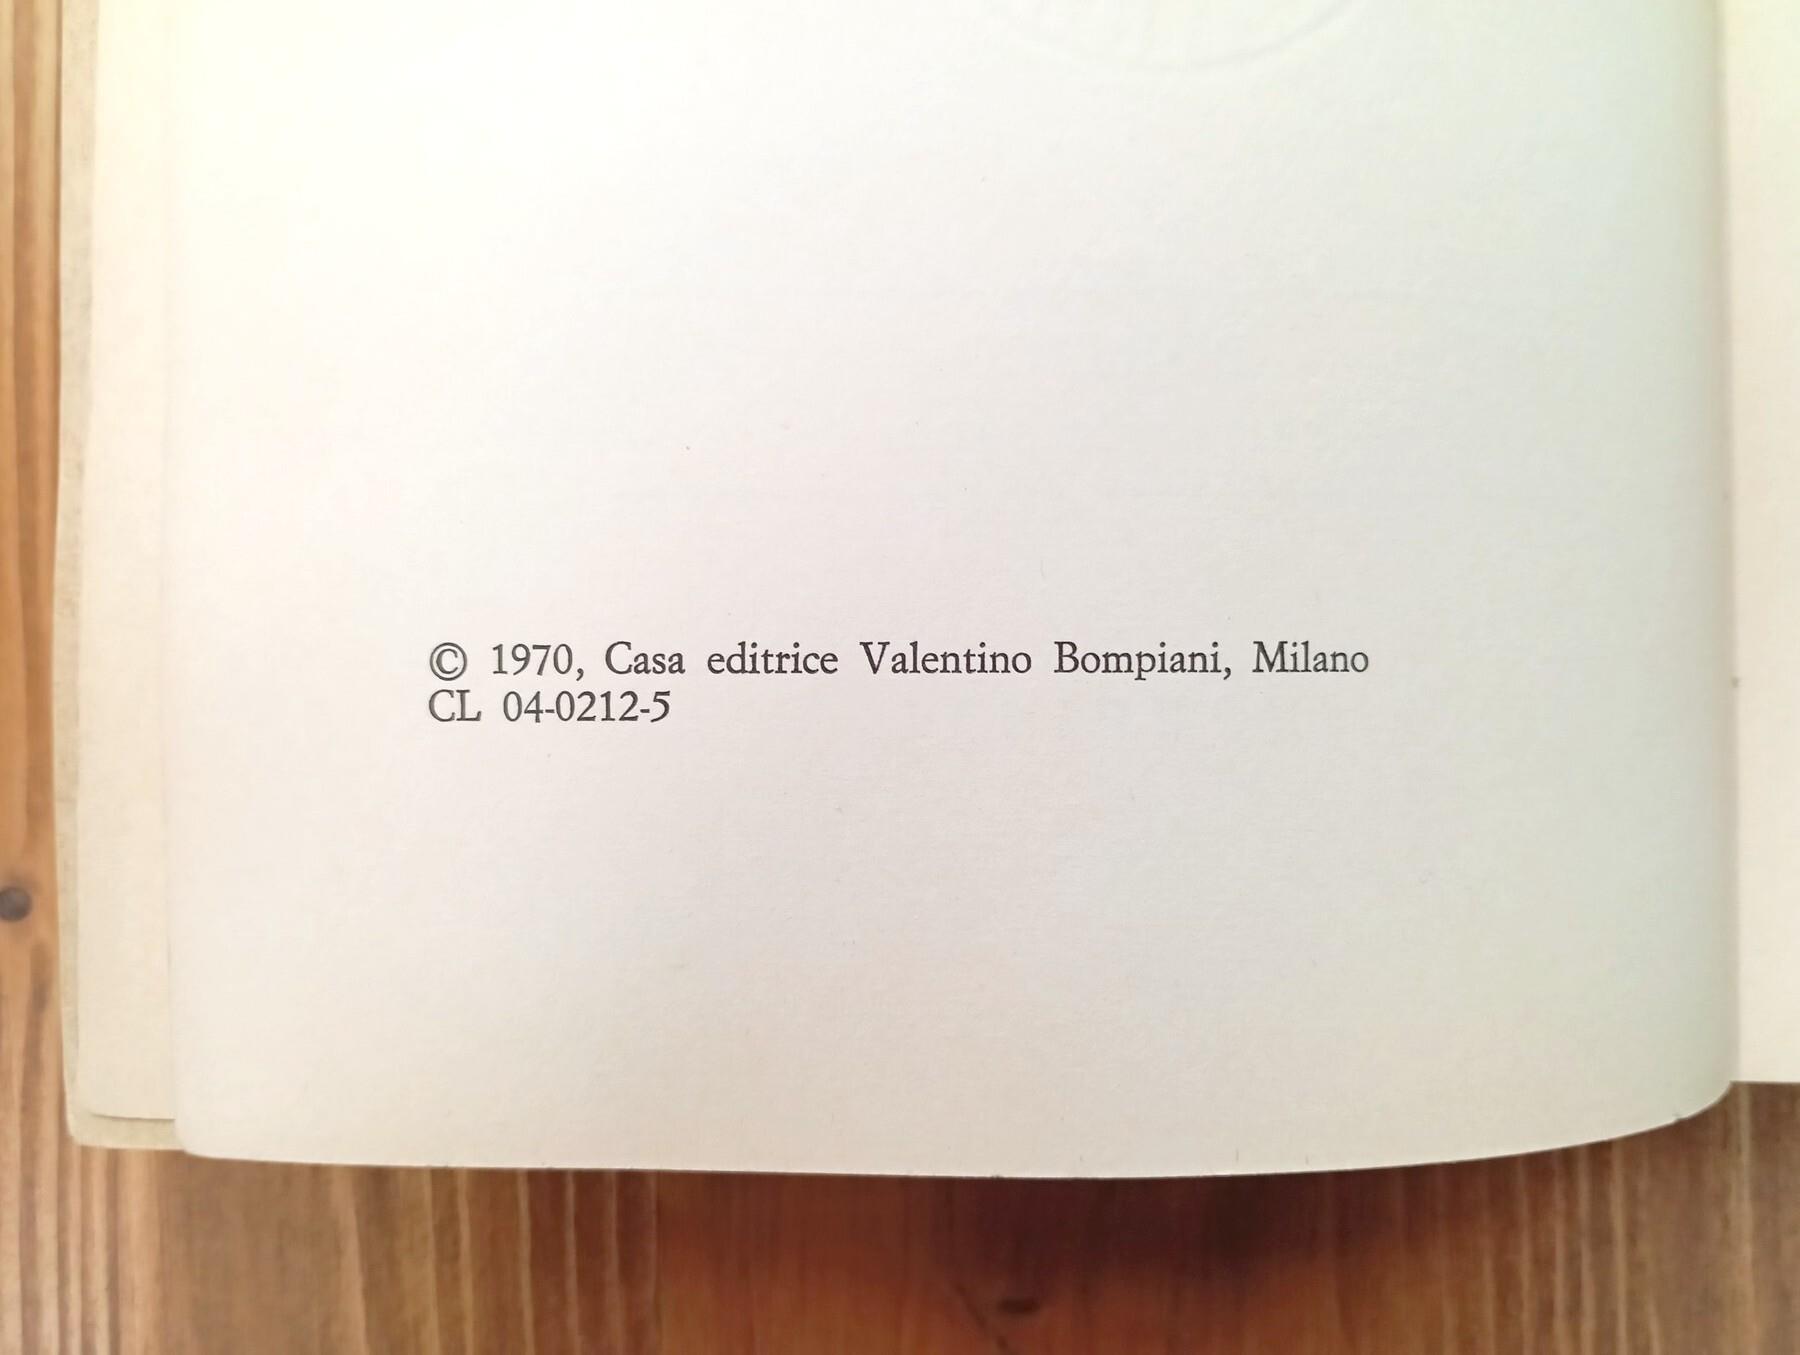 © 1970, Casa editrice Valentino Bompiani, Milano
CL 04-0212-5